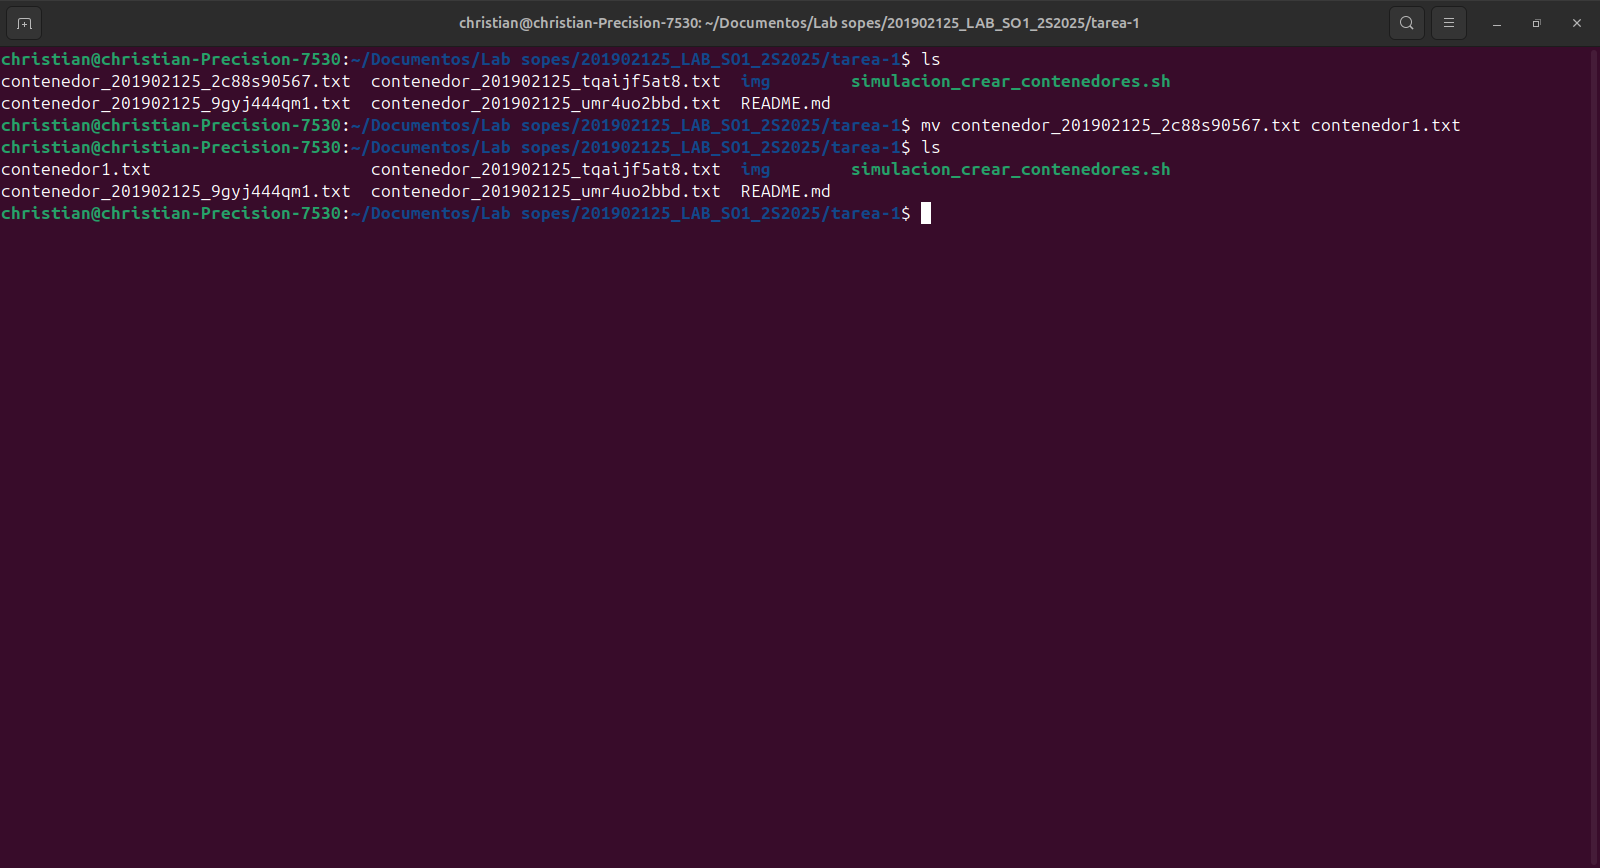 christian@christian-Precision-7530: ~/Documentos/Lab sopes/201902125_LAB_SO1_2S2025/tarea-1
christian@christian-Precision-7530:~/Documentos/Lab sopes/201902125_LAB_SO1_2S2025/tarea-1$ ls
contenedor_201902125_2c88s90567.txt  contenedor_201902125_tqaijf5at8.txt  img        simulacion_crear_contenedores.sh
contenedor_201902125_9gyj444qm1.txt  contenedor_201902125_umr4uo2bbd.txt  README.md
christian@christian-Precision-7530:~/Documentos/Lab sopes/201902125_LAB_SO1_2S2025/tarea-1$ mv contenedor_201902125_2c88s90567.txt contenedor1.txt
christian@christian-Precision-7530:~/Documentos/Lab sopes/201902125_LAB_SO1_2S2025/tarea-1$ ls
contenedor1.txt                      contenedor_201902125_tqaijf5at8.txt  img        simulacion_crear_contenedores.sh
contenedor_201902125_9gyj444qm1.txt  contenedor_201902125_umr4uo2bbd.txt  README.md
christian@christian-Precision-7530:~/Documentos/Lab sopes/201902125_LAB_SO1_2S2025/tarea-1$